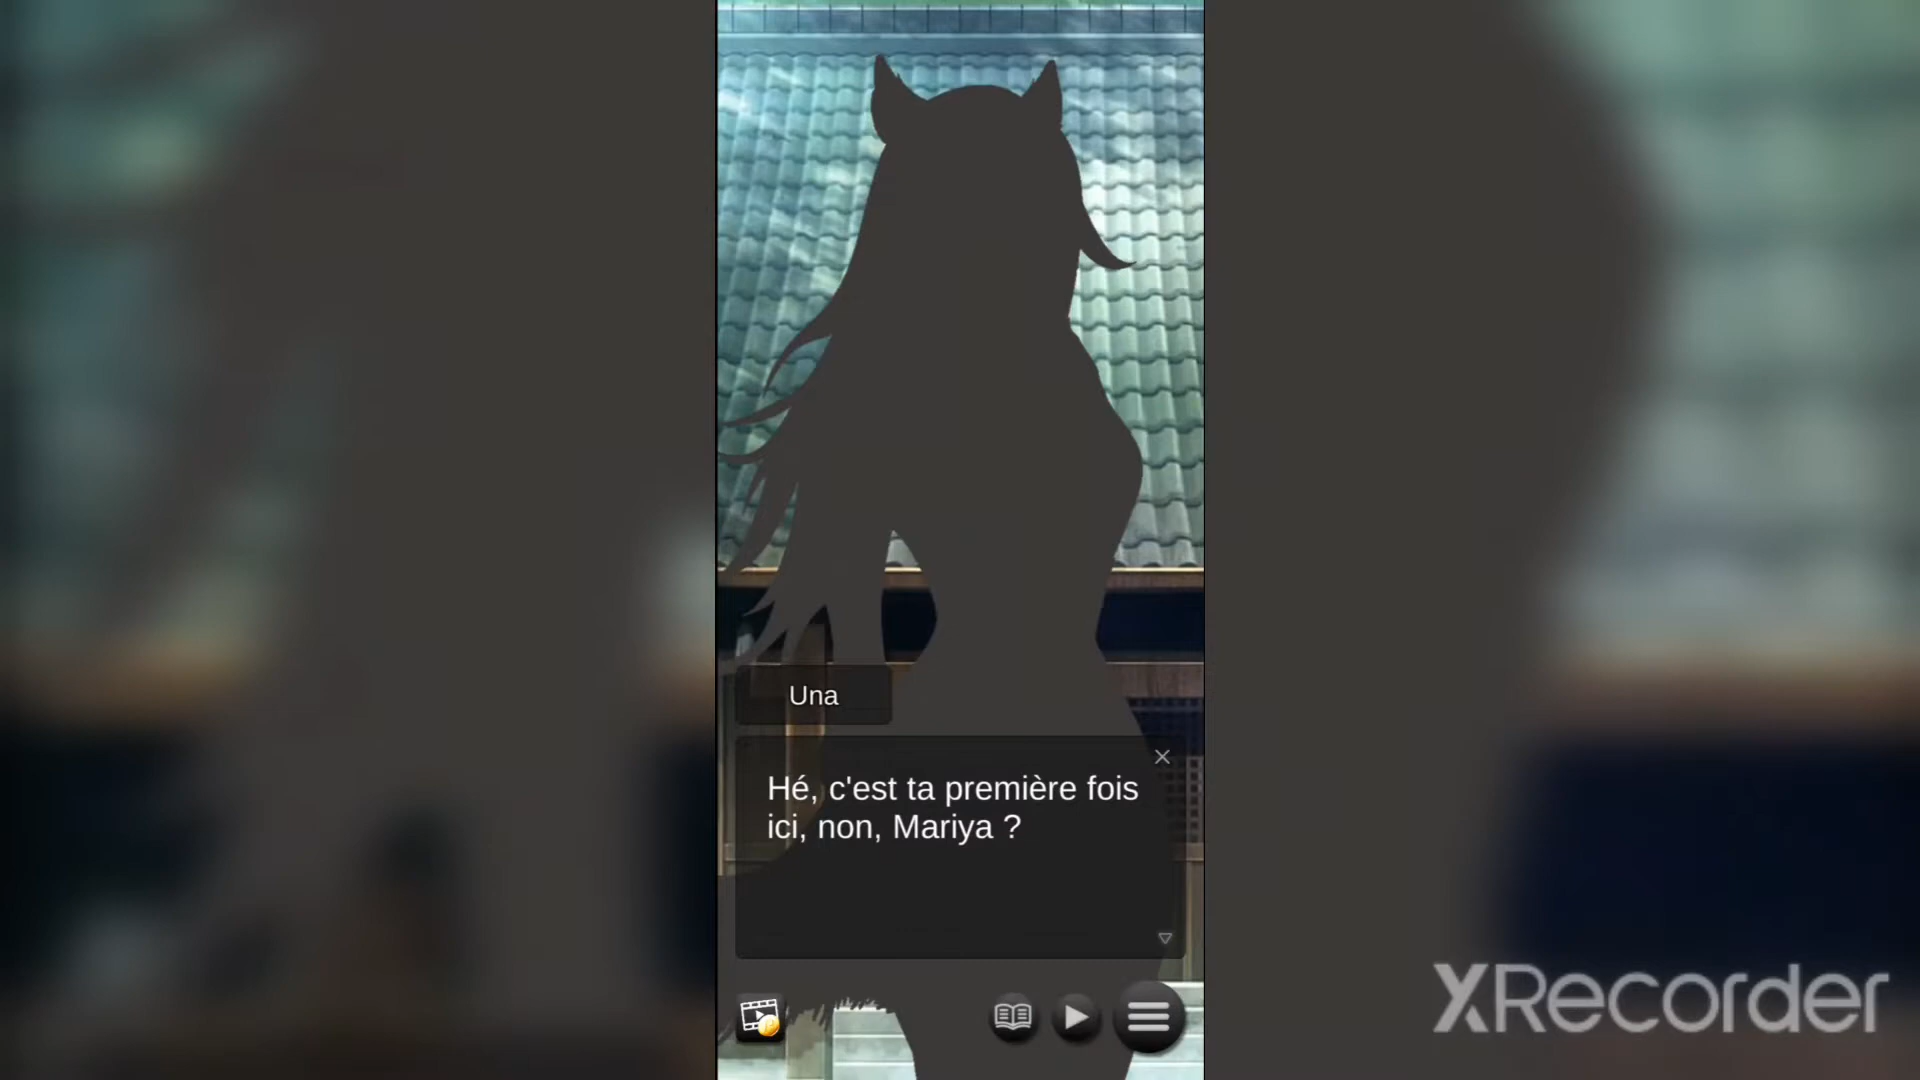 Una
Hé, c'est ta première fois
ici, non, Mariya ?
XRecorder